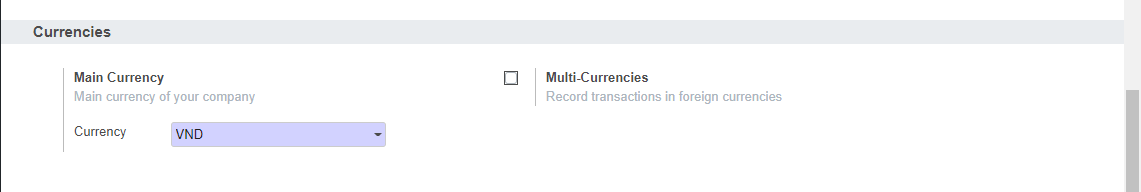 Currencies
Main Currency
Main currency of your company
Currency
VND
Multi-Currencies
Record transactions in foreign currencies